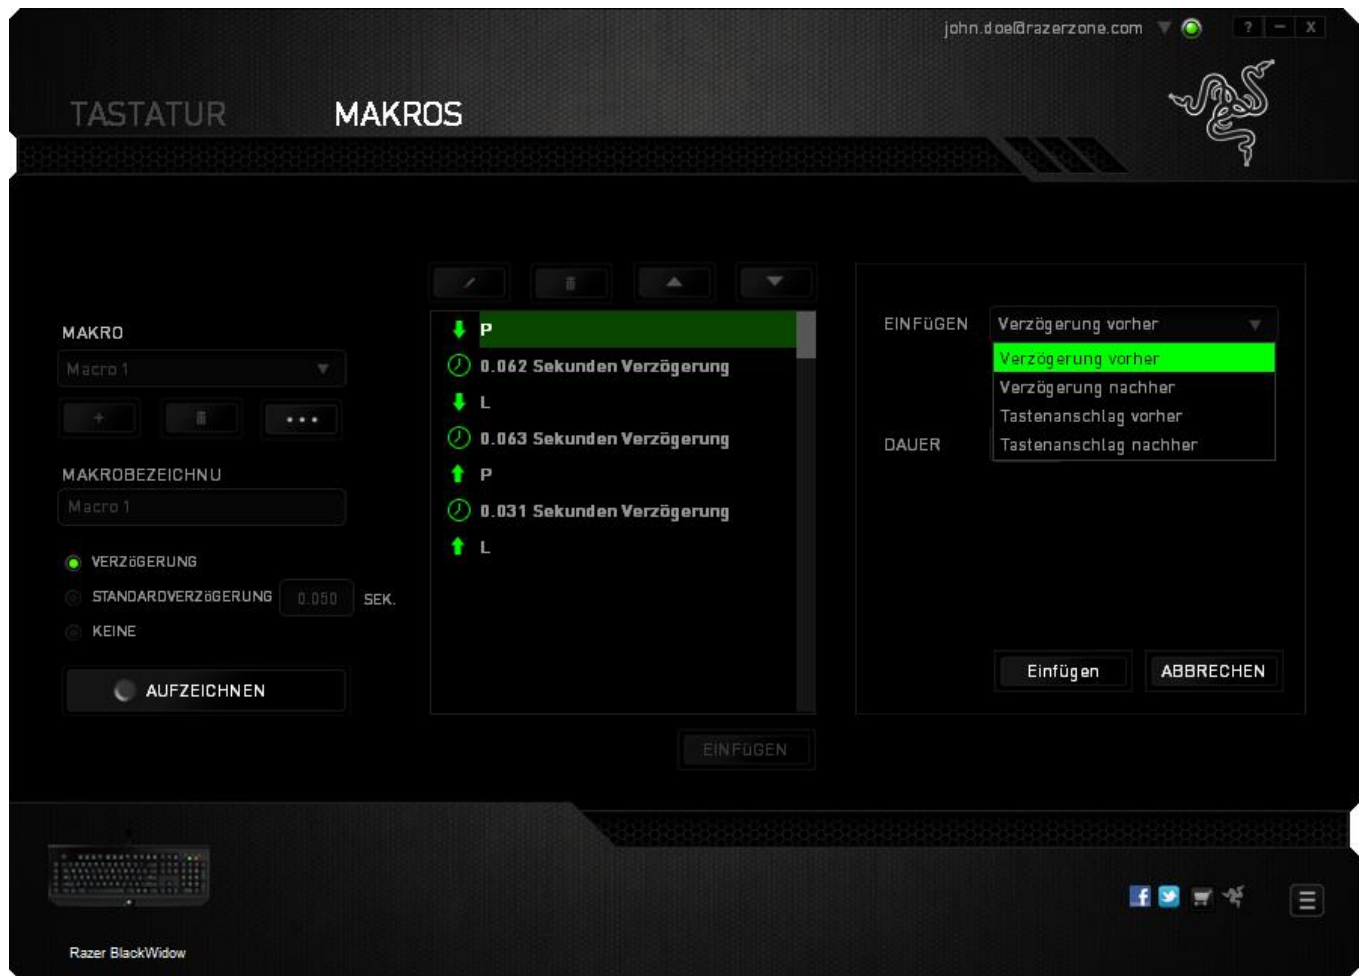 john.doe@razerzone.com
? – X
TASTATUR MAKROS
MAKRO
Macro 1
+ ...
MAKROBEZEICHNU
Macro 1
VERZöGERUNG
STANDARDVERZöGERUNG 0.050 SEK.
KEINE
AUFZEICHNEN
P
0.062 Sekunden Verzögerung
L
0.063 Sekunden Verzögerung
P
0.031 Sekunden Verzögerung
L
EINFüGEN
EINFüGEN Verzögerung vorher
Verzögerung vorher
Verzögerung nachher
Tastenanschlag vorher
Tastenanschlag nachher
DAUER
Einfügen ABBRECHEN
Razer BlackWidow